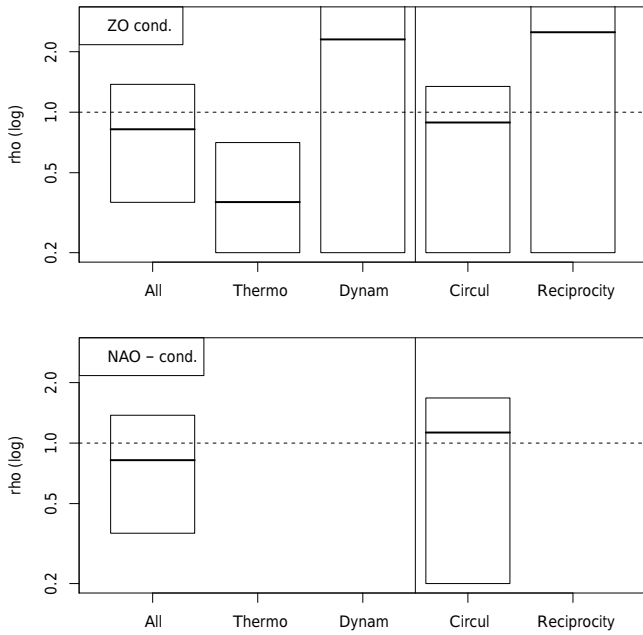 ZO cond.
rho (log)
2.0
1.0
0.5
0.2
All Thermo Dynam Circul Reciprocity
NAO − cond.
rho (log)
2.0
1.0
0.5
0.2
All Thermo Dynam Circul Reciprocity